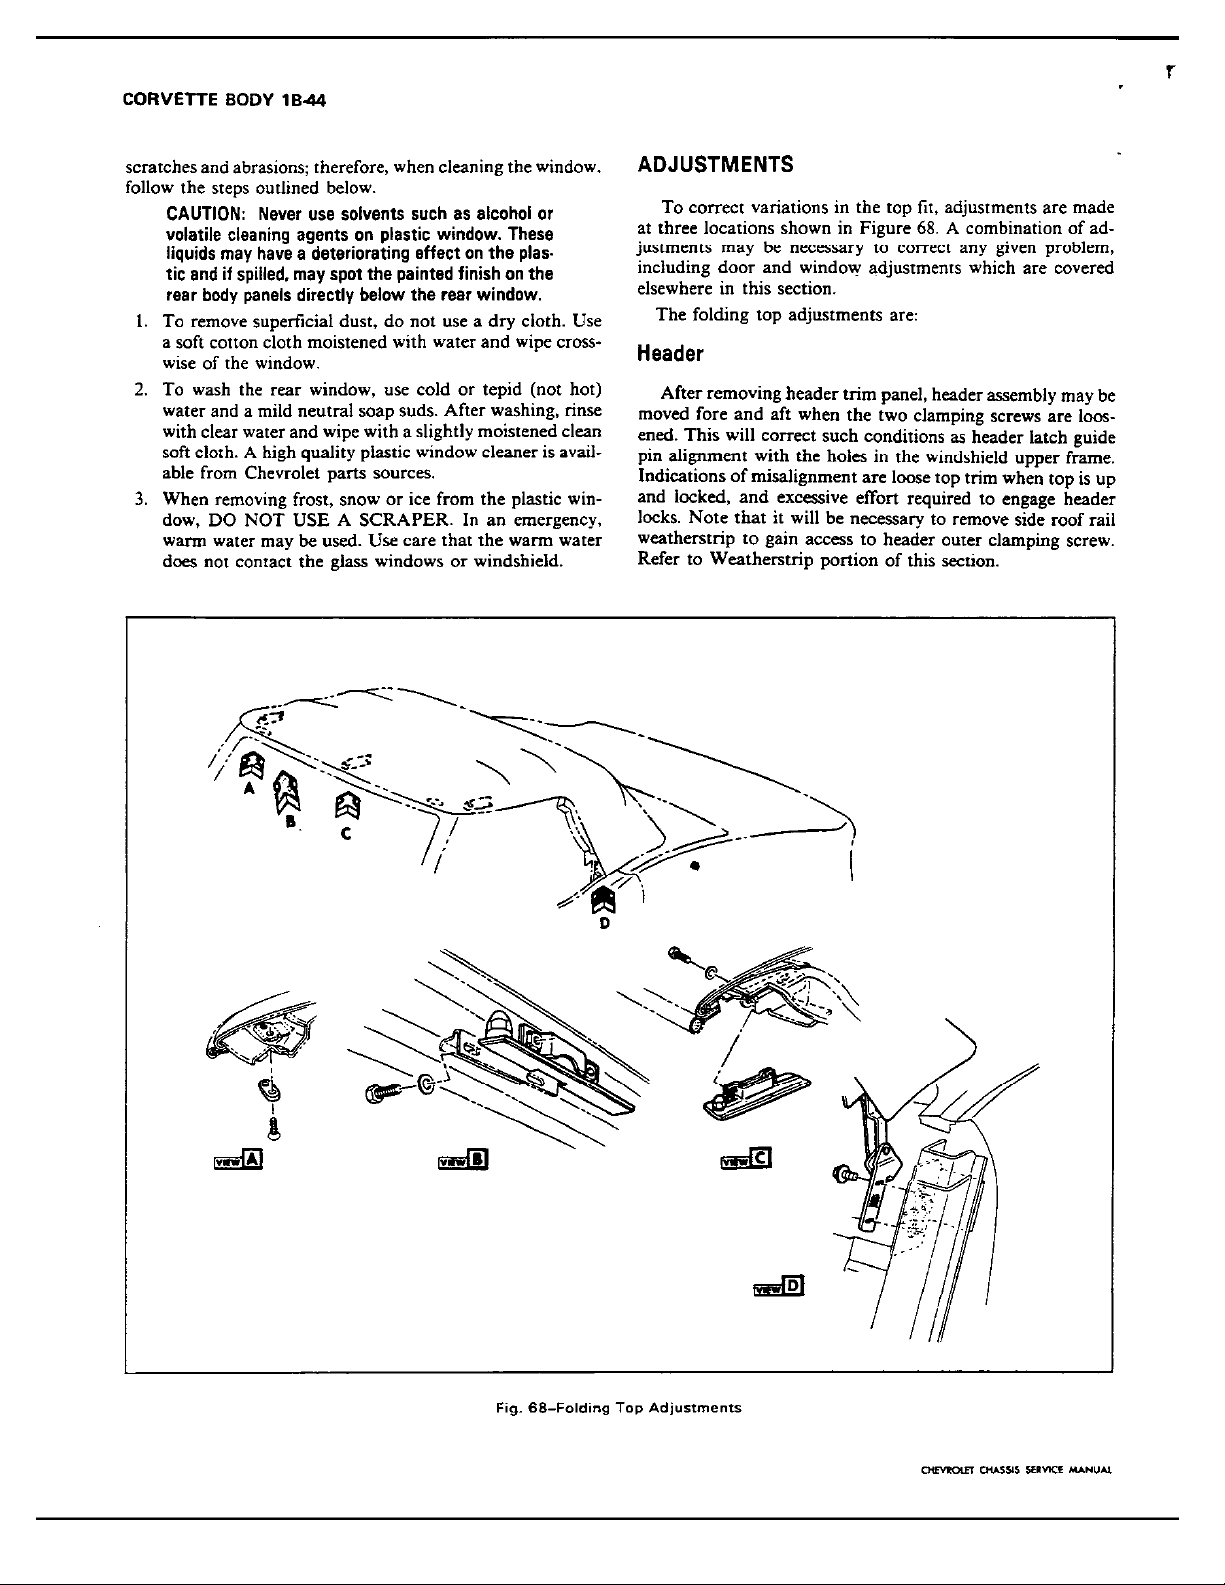 CORVETTE BODY 1B-44
scratches and abrasions; therefore, when cleaning the window,
follow the steps outlined below.
CAUTION: Never use solvents such as alcohol or
volatile cleaning agents on plastic window. These
liquids may have a deteriorating effect on the plas-
tic and if spilled, may spot the painted finish on the
rear body panels directly below the rear window.
1. To remove superficial dust, do not use a dry cloth. Use
a soft cotton cloth moistened with water and wipe cross-
wise of the window.
2. To wash the rear window, use cold or tepid (not hot)
water and a mild neutral soap suds. After washing, rinse
with clear water and wipe with a slightly moistened clean
soft cloth. A high quality plastic window cleaner is avail-
able from Chevrolet parts sources.
3. When removing frost, snow or ice from the plastic win-
dow, DO NOT USE A SCRAPER. In an emergency,
warm water may be used. Use care that the warm water
does not contact the glass windows or windshield.
ADJUSTMENTS
To correct variations in the top fit, adjustments are made
at three locations shown in Figure 68. A combination of ad-
justments may be necessary to correct any given problem,
including door and window adjustments which are covered
elsewhere in this section.
The folding top adjustments are:
Header
After removing header trim panel, header assembly may be
moved fore and aft when the two clamping screws are loos-
ened. This will correct such conditions as header latch guide
pin alignment with the holes in the windshield upper frame.
Indications of misalignment are loose top trim when top is up
and locked, and excessive effort required to engage header
locks. Note that it will be necessary to remove side roof rail
weatherstrip to gain access to header outer clamping screw.
Refer to Weatherstrip portion of this section.
A
B
C
D
VIEW A
VIEW B
VIEW C
VIEW D
Fig. 68—Folding Top Adjustments
CHEVROLET CHASSIS SERVICE MANUAL